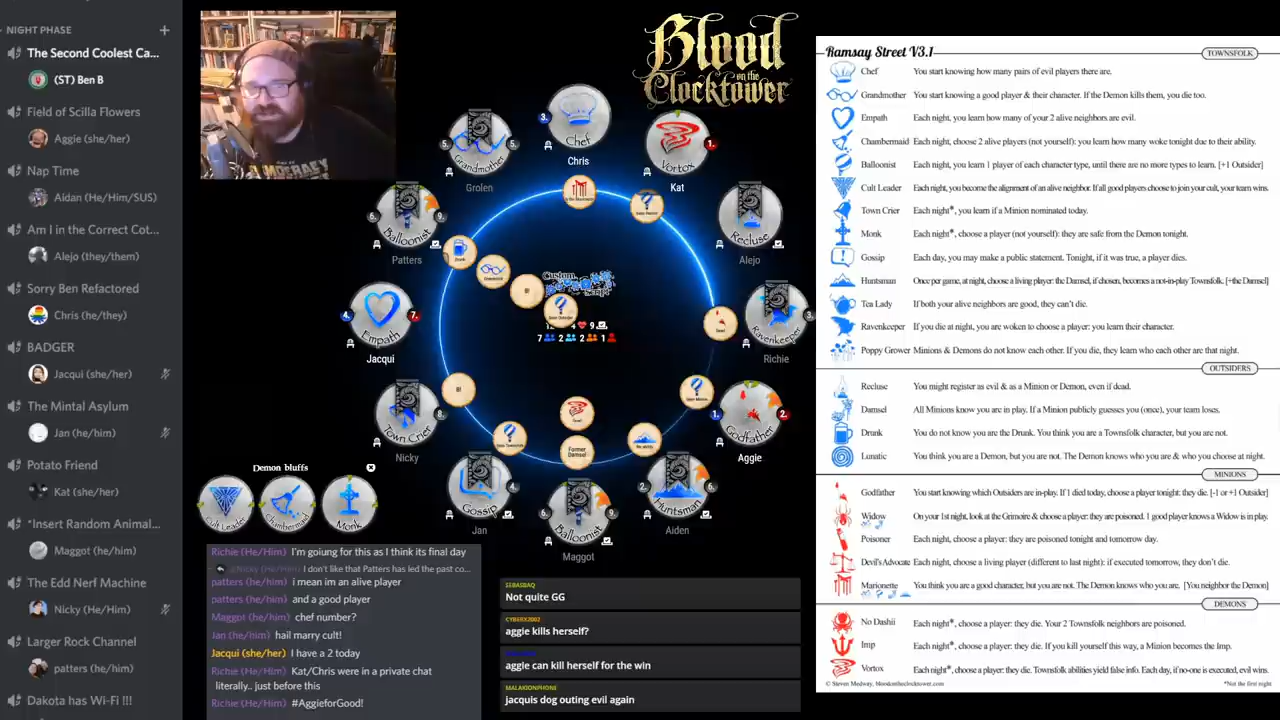 NIGHT PHASE
The Second Coolest Ca...
(ST) Ben B
Field of Scilla Flowers
Aggie (she/her)
Aidan (He/Him/SUS)
Am I in the Correct Cot...
Alejo (they/them)
Sorry Ben Refactored
Chris (he/they)
BADGER
Jacqui (she/her)
The Mntal Asylum
Jan (he/him)
Potato Friend
Kat (she/her)
*Insert Random Animal...
Maggot (he/him)
The cdot Nerf Machine
Nicky (He/Him)
Larger Rock Channel
patters (he/him)
Dakota has WI-FI !!!
Blood
on the
Clocktower
Chef
Chris
Vortox
Kat
Grolen
Balloonist
Patters
Recluse
Alejo
Empath
Jacqui
Ravenkeeper
Richie
Town Crier
Nicky
Godfather
Aggie
Gossip
Jan
Balloonist
Maggot
Huntsman
Aiden
Demon bluffs
Cult Leader
Chambermaid
Monk
Richie (He/Him) I'm goiung for this as I think its final day
Nicky (He/Him) I don't like that Patters has led the past co...
patters (he/him) i mean im an alive player
patters (he/him) and a good player
Maggot (he/him) chef number?
Jan (he/him) hail marry cult!
Jacqui (she/her) I have a 2 today
Richie (He/Him) Kat/Chris were in a private chat
literally.. just before this
Richie (He/Him) #AggieforGood!
SEBASBAQ
Not quite GG
CYBERX2002
aggie kills herself?
aggie can kill herself for the win
MALAKOONPHONE
jacquis dog outing evil again
Ramsay Street V3.1
TOWNSFOLK
Chef You start knowing how many pairs of evil players there are.
Grandmother You start knowing a good player & their character. If the Demon kills them, you die too.
Empath Each night, you learn how many of your 2 alive neighbors are evil.
Chambermaid Each night, choose 2 alive players (not yourself): you learn how many woke tonight due to their ability.
Balloonist Each night, you learn 1 player of each character type, until there are no more types to learn. [+1 Outsider]
Cult Leader Each night, you become the alignment of an alive neighbor. If all good players choose to join your cult, your team wins.
Town Crier Each night*, you learn if a Minion nominated today.
Monk Each night*, choose a player (not yourself): they are safe from the Demon tonight.
Gossip Each day, you may make a public statement. Tonight, if it was true, a player dies.
Huntsman Once per game, at night, choose a living player: the Damsel, if chosen, becomes a not-in-play Townsfolk. [+the Damsel]
Tea Lady If both your alive neighbors are good, they can't die.
Ravenkeeper If you die at night, you are woken to choose a player: you learn their character.
Poppy Grower Minions & Demons do not know each other. If you die, they learn who each other are that night.
OUTSIDERS
Recluse You might register as evil & as a Minion or Demon, even if dead.
Damsel All Minions know you are in play. If a Minion publicly guesses you (once), your team loses.
Drunk You do not know you are the Drunk. You think you are a Townsfolk character, but you are not.
Lunatic You think you are a Demon, but you are not. The Demon knows who you are & who you choose at night.
MINIONS
Godfather You start knowing which Outsiders are in-play. If 1 died today, choose a player tonight: they die. [-1 or +1 Outsider]
Widow On your 1st night, look at the Grimoire & choose a player: they are poisoned. 1 good player knows a Widow is in play.
Poisoner Each night, choose a player: they are poisoned tonight and tomorrow day.
Devil's Advocate Each night, choose a living player (different to last night): if executed tomorrow, they don't die.
Marionette You think you are a good character, but you are not. The Demon knows who you are. [You neighbor the Demon]
DEMONS
No Dashii Each night*, choose a player: they die. Your 2 Townsfolk neighbors are poisoned.
Imp Each night*, choose a player: they die. If you kill yourself this way, a Minion becomes the Imp.
Vortox Each night*, choose a player: they die. Townsfolk abilities yield false info. Each day, if no-one is executed, evil wins.
© Steven Medway, bloodontheclocktower.com
*Not the first night